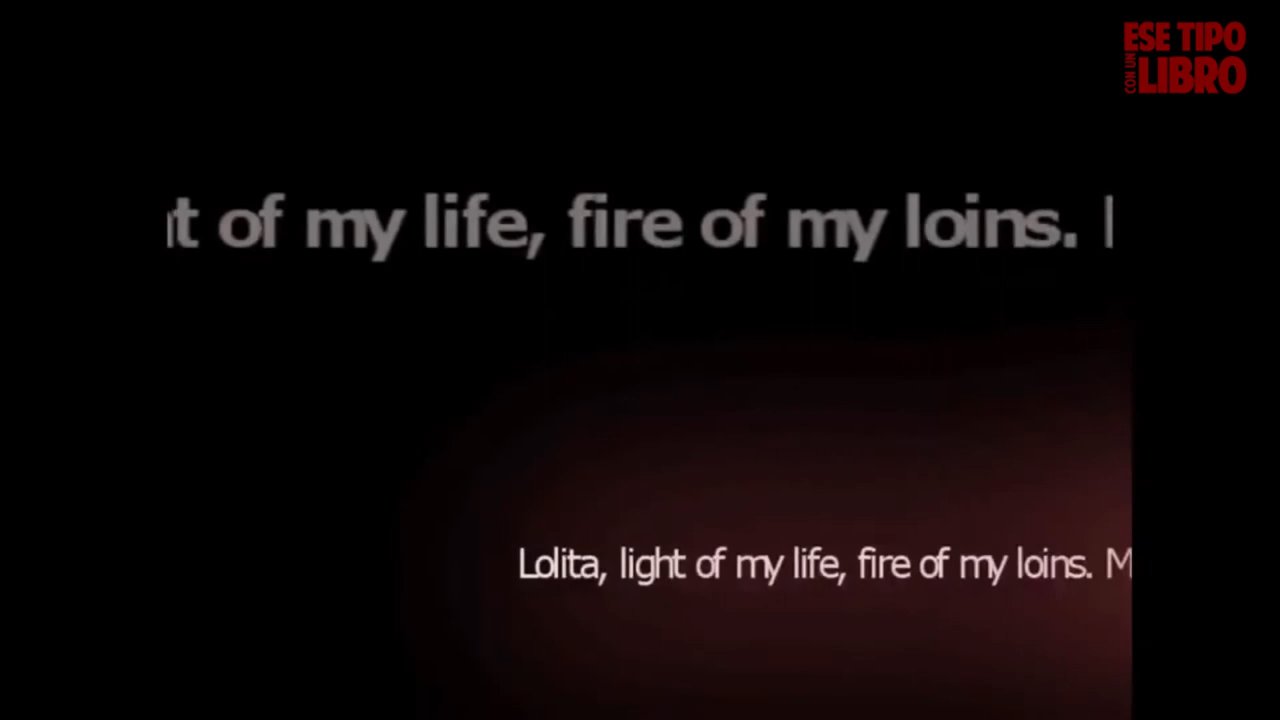 ESE TIPO
CON UN
LIBRO
t of my life, fire of my loins.
Lolita, light of my life, fire of my loins. M